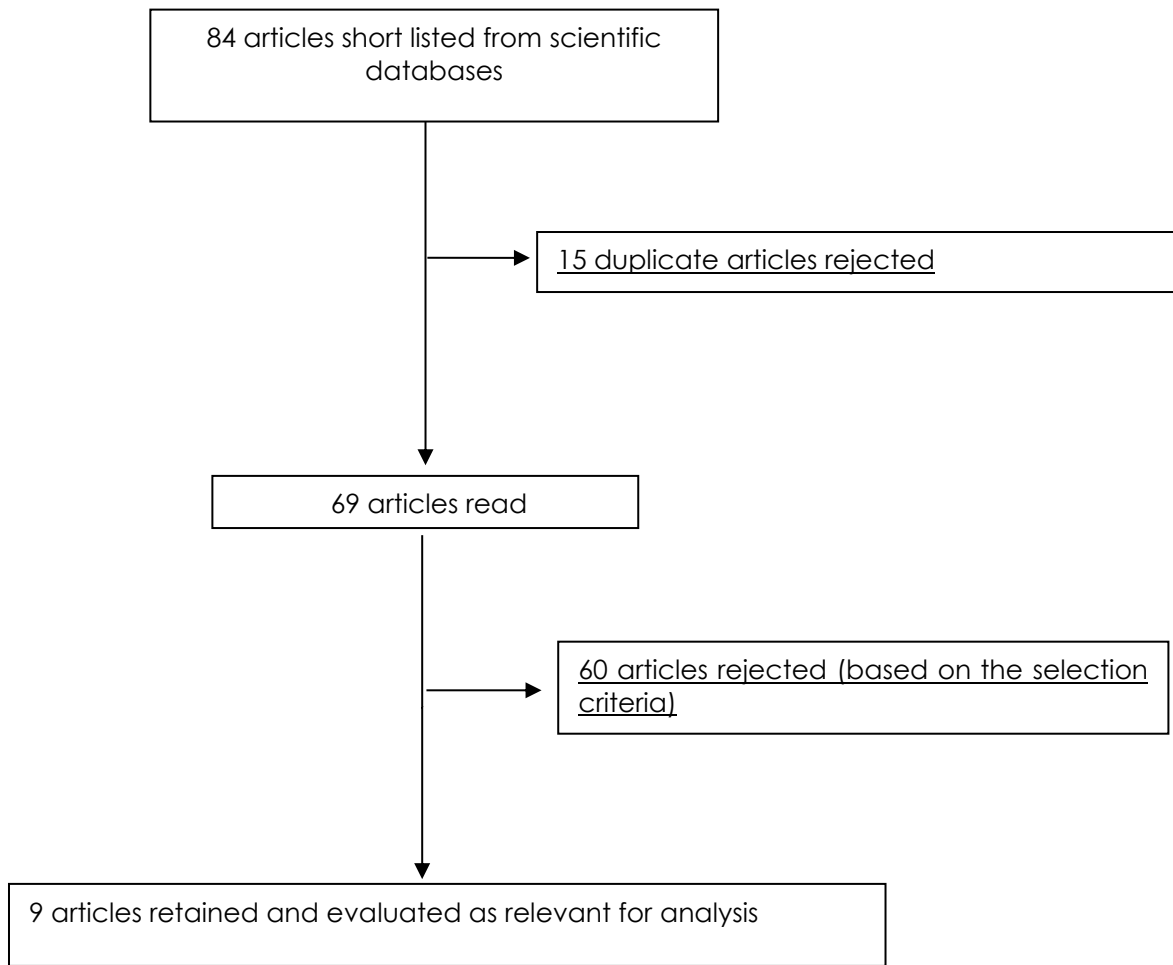 84 articles short listed from scientific
databases
15 duplicate articles rejected
69 articles read
60 articles rejected (based on the selection
criteria)
9 articles retained and evaluated as relevant for analysis